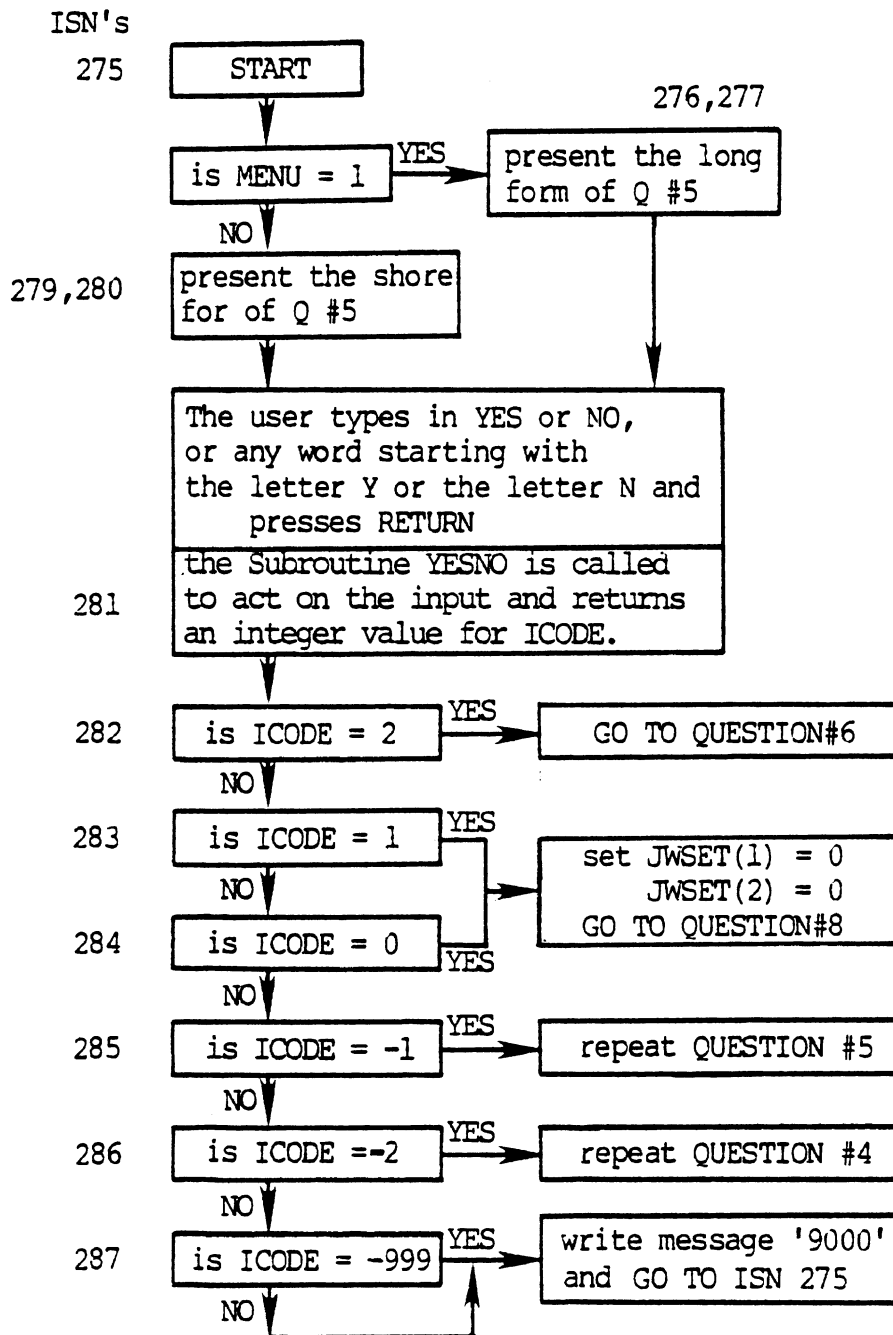 ISN's
275
START
276,277
is MENU = 1
YES
present the long
form of Q #5
NO
279,280
present the shore
for of Q #5
The user types in YES or NO,
or any word starting with
the letter Y or the letter N and
presses RETURN
281
the Subroutine YESNO is called
to act on the input and returns
an integer value for ICODE.
282
is ICODE = 2
YES
GO TO QUESTION#6
NO
283
is ICODE = 1
YES
set JWSET(1) = 0
JWSET(2) = 0
GO TO QUESTION#8
NO
284
is ICODE = 0
YES
NO
285
is ICODE = -1
YES
repeat QUESTION #5
NO
286
is ICODE =-2
YES
repeat QUESTION #4
NO
287
is ICODE = -999
YES
write message '9000'
and GO TO ISN 275
NO